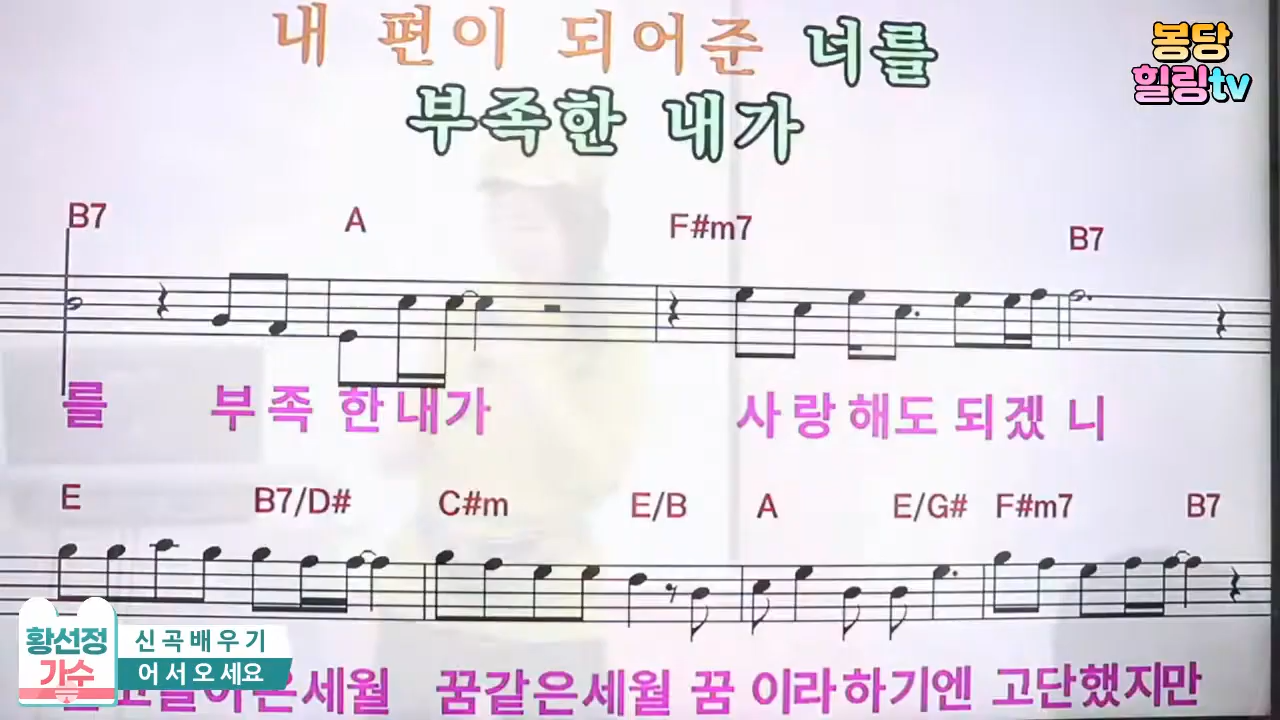 내 편이 되어준 너를
부족한 내가
봉당
힐링tv
B7 A F#m7 B7
를 부족 한내가 사랑해도 되겠 니
E B7/D# C#m E/B A E/G# F#m7 B7
은세월 꿈같은세월 꿈 이라하기엔 고단했지만
황선정
가수
신곡배우기
어서오세요